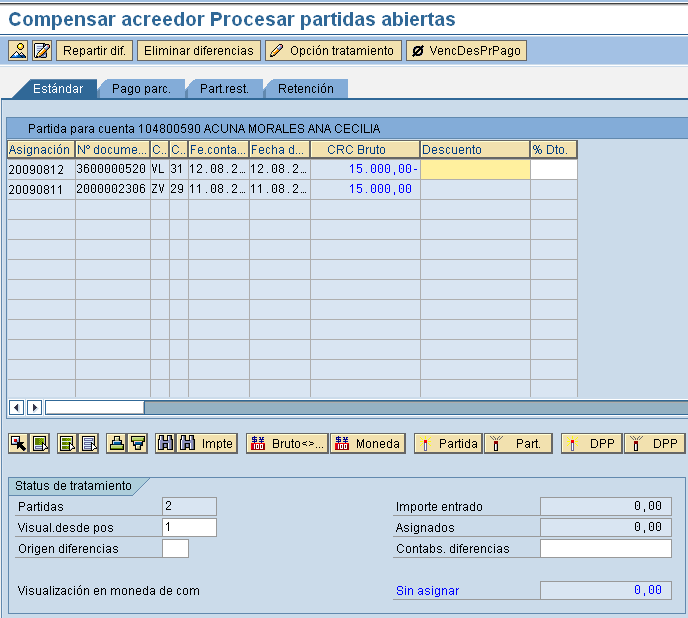 Compensar acreedor Procesar partidas abiertas
Repartir dif. Eliminar diferencias Opción tratamiento VencDesPrPago
Estándar Pago parc. Part.rest. Retención
Partida para cuenta 104800590 ACUNA MORALES ANA CECILIA
Asignación Nº docume... C.. C.. Fe.conta... Fecha d... CRC Bruto Descuento % Dto.
20090812 3600000520 VL 31 12.08.2... 12.08.2... 15.000,00-
20090811 2000002306 ZV 29 11.08.2... 11.08.2... 15.000,00
Impte Bruto<>... Moneda Partida Part. DPP DPP
Status de tratamiento
Partidas 2 Importe entrado 0,00
Visual.desde pos 1 Asignados 0,00
Origen diferencias Contabs. diferencias
Visualización en moneda de com Sin asignar 0,00